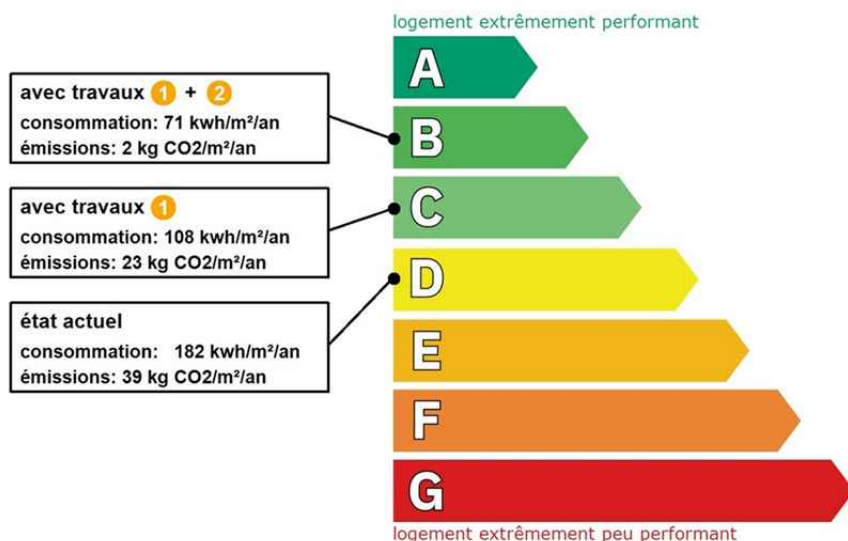 logement extrêmement performant
A
avec travaux 1 + 2
consommation: 71 kwh/m²/an
émissions: 2 kg CO2/m²/an
B
avec travaux 1
consommation: 108 kwh/m²/an
émissions: 23 kg CO2/m²/an
C
D
état actuel
consommation: 182 kwh/m²/an
émissions: 39 kg CO2/m²/an
E
F
G
logement extrêmement peu performant